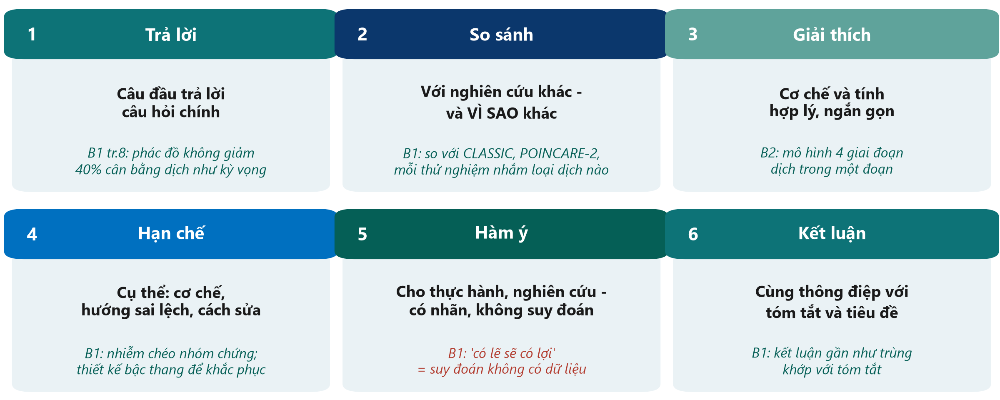 1
Trả lời
Câu đầu trả lời
câu hỏi chính
B1 tr.8: phác đồ không giảm
40% cân bằng dịch như kỳ vọng
2
So sánh
Với nghiên cứu khác -
và VÌ SAO khác
B1: so với CLASSIC, POINCARE-2,
mỗi thử nghiệm nhắm loại dịch nào
3
Giải thích
Cơ chế và tính
hợp lý, ngắn gọn
B2: mô hình 4 giai đoạn
dịch trong một đoạn
4
Hạn chế
Cụ thể: cơ chế,
hướng sai lệch, cách sửa
B1: nhiễm chéo nhóm chứng;
thiết kế bậc thang để khắc phục
5
Hàm ý
Cho thực hành, nghiên cứu -
có nhãn, không suy đoán
B1: 'có lẽ sẽ có lợi'
= suy đoán không có dữ liệu
6
Kết luận
Cùng thông điệp với
tóm tắt và tiêu đề
B1: kết luận gần như trùng
khớp với tóm tắt